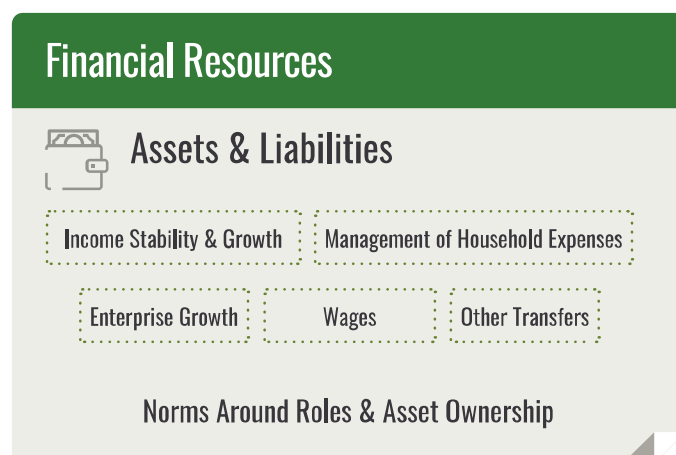 Financial Resources
Assets & Liabilities
Income Stability & Growth Management of Household Expenses
Enterprise Growth Wages Other Transfers
Norms Around Roles & Asset Ownership